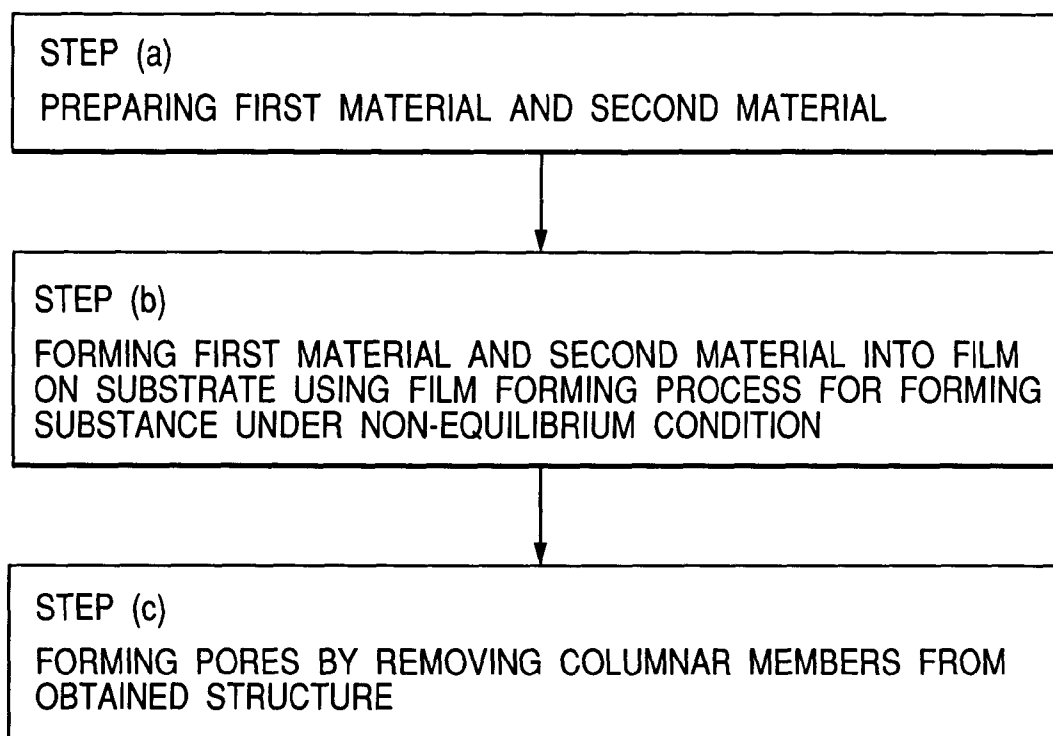 STEP (a)
PREPARING FIRST MATERIAL AND SECOND MATERIAL
STEP (b)
FORMING FIRST MATERIAL AND SECOND MATERIAL INTO FILM
ON SUBSTRATE USING FILM FORMING PROCESS FOR FORMING
SUBSTANCE UNDER NON-EQUILIBRIUM CONDITION
STEP (c)
FORMING PORES BY REMOVING COLUMNAR MEMBERS FROM
OBTAINED STRUCTURE